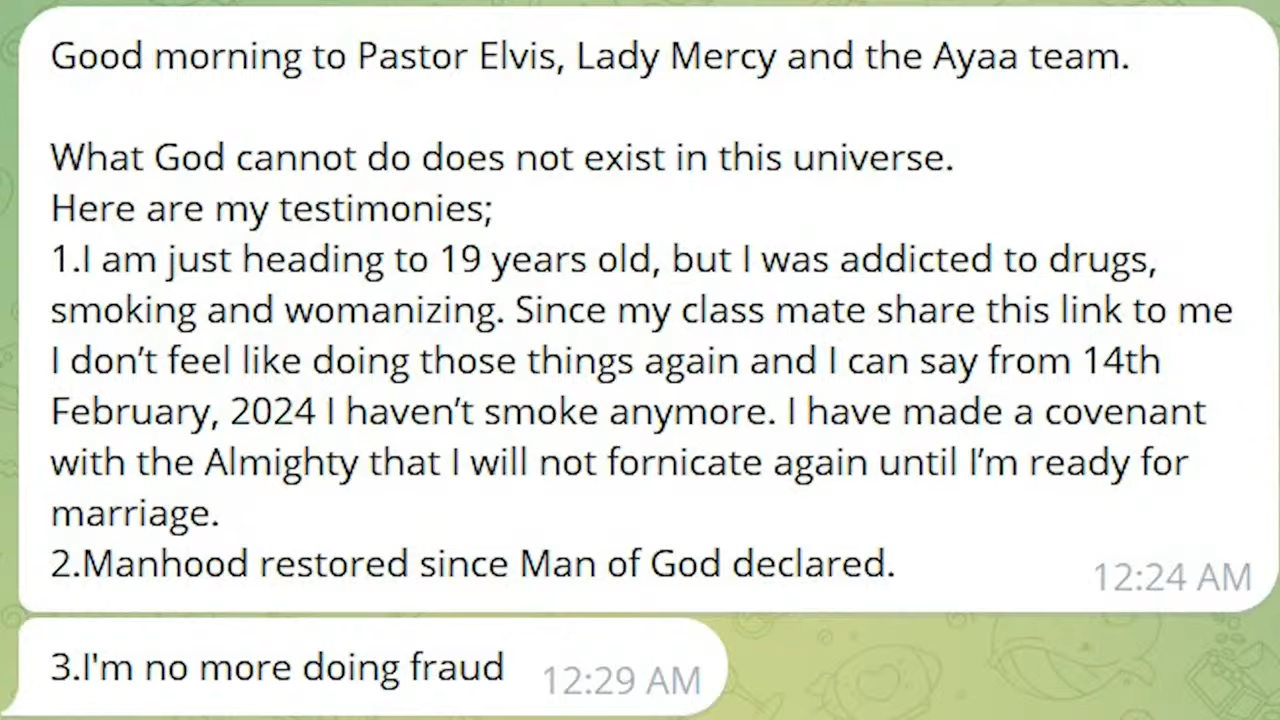 Good morning to Pastor Elvis, Lady Mercy and the Ayaa team.
What God cannot do does not exist in this universe.
Here are my testimonies;
1.I am just heading to 19 years old, but I was addicted to drugs,
smoking and womanizing. Since my class mate share this link to me
I don’t feel like doing those things again and I can say from 14th
February, 2024 I haven’t smoke anymore. I have made a covenant
with the Almighty that I will not fornicate again until I’m ready for
marriage.
2.Manhood restored since Man of God declared.
12:24 AM
3.I'm no more doing fraud 12:29 AM